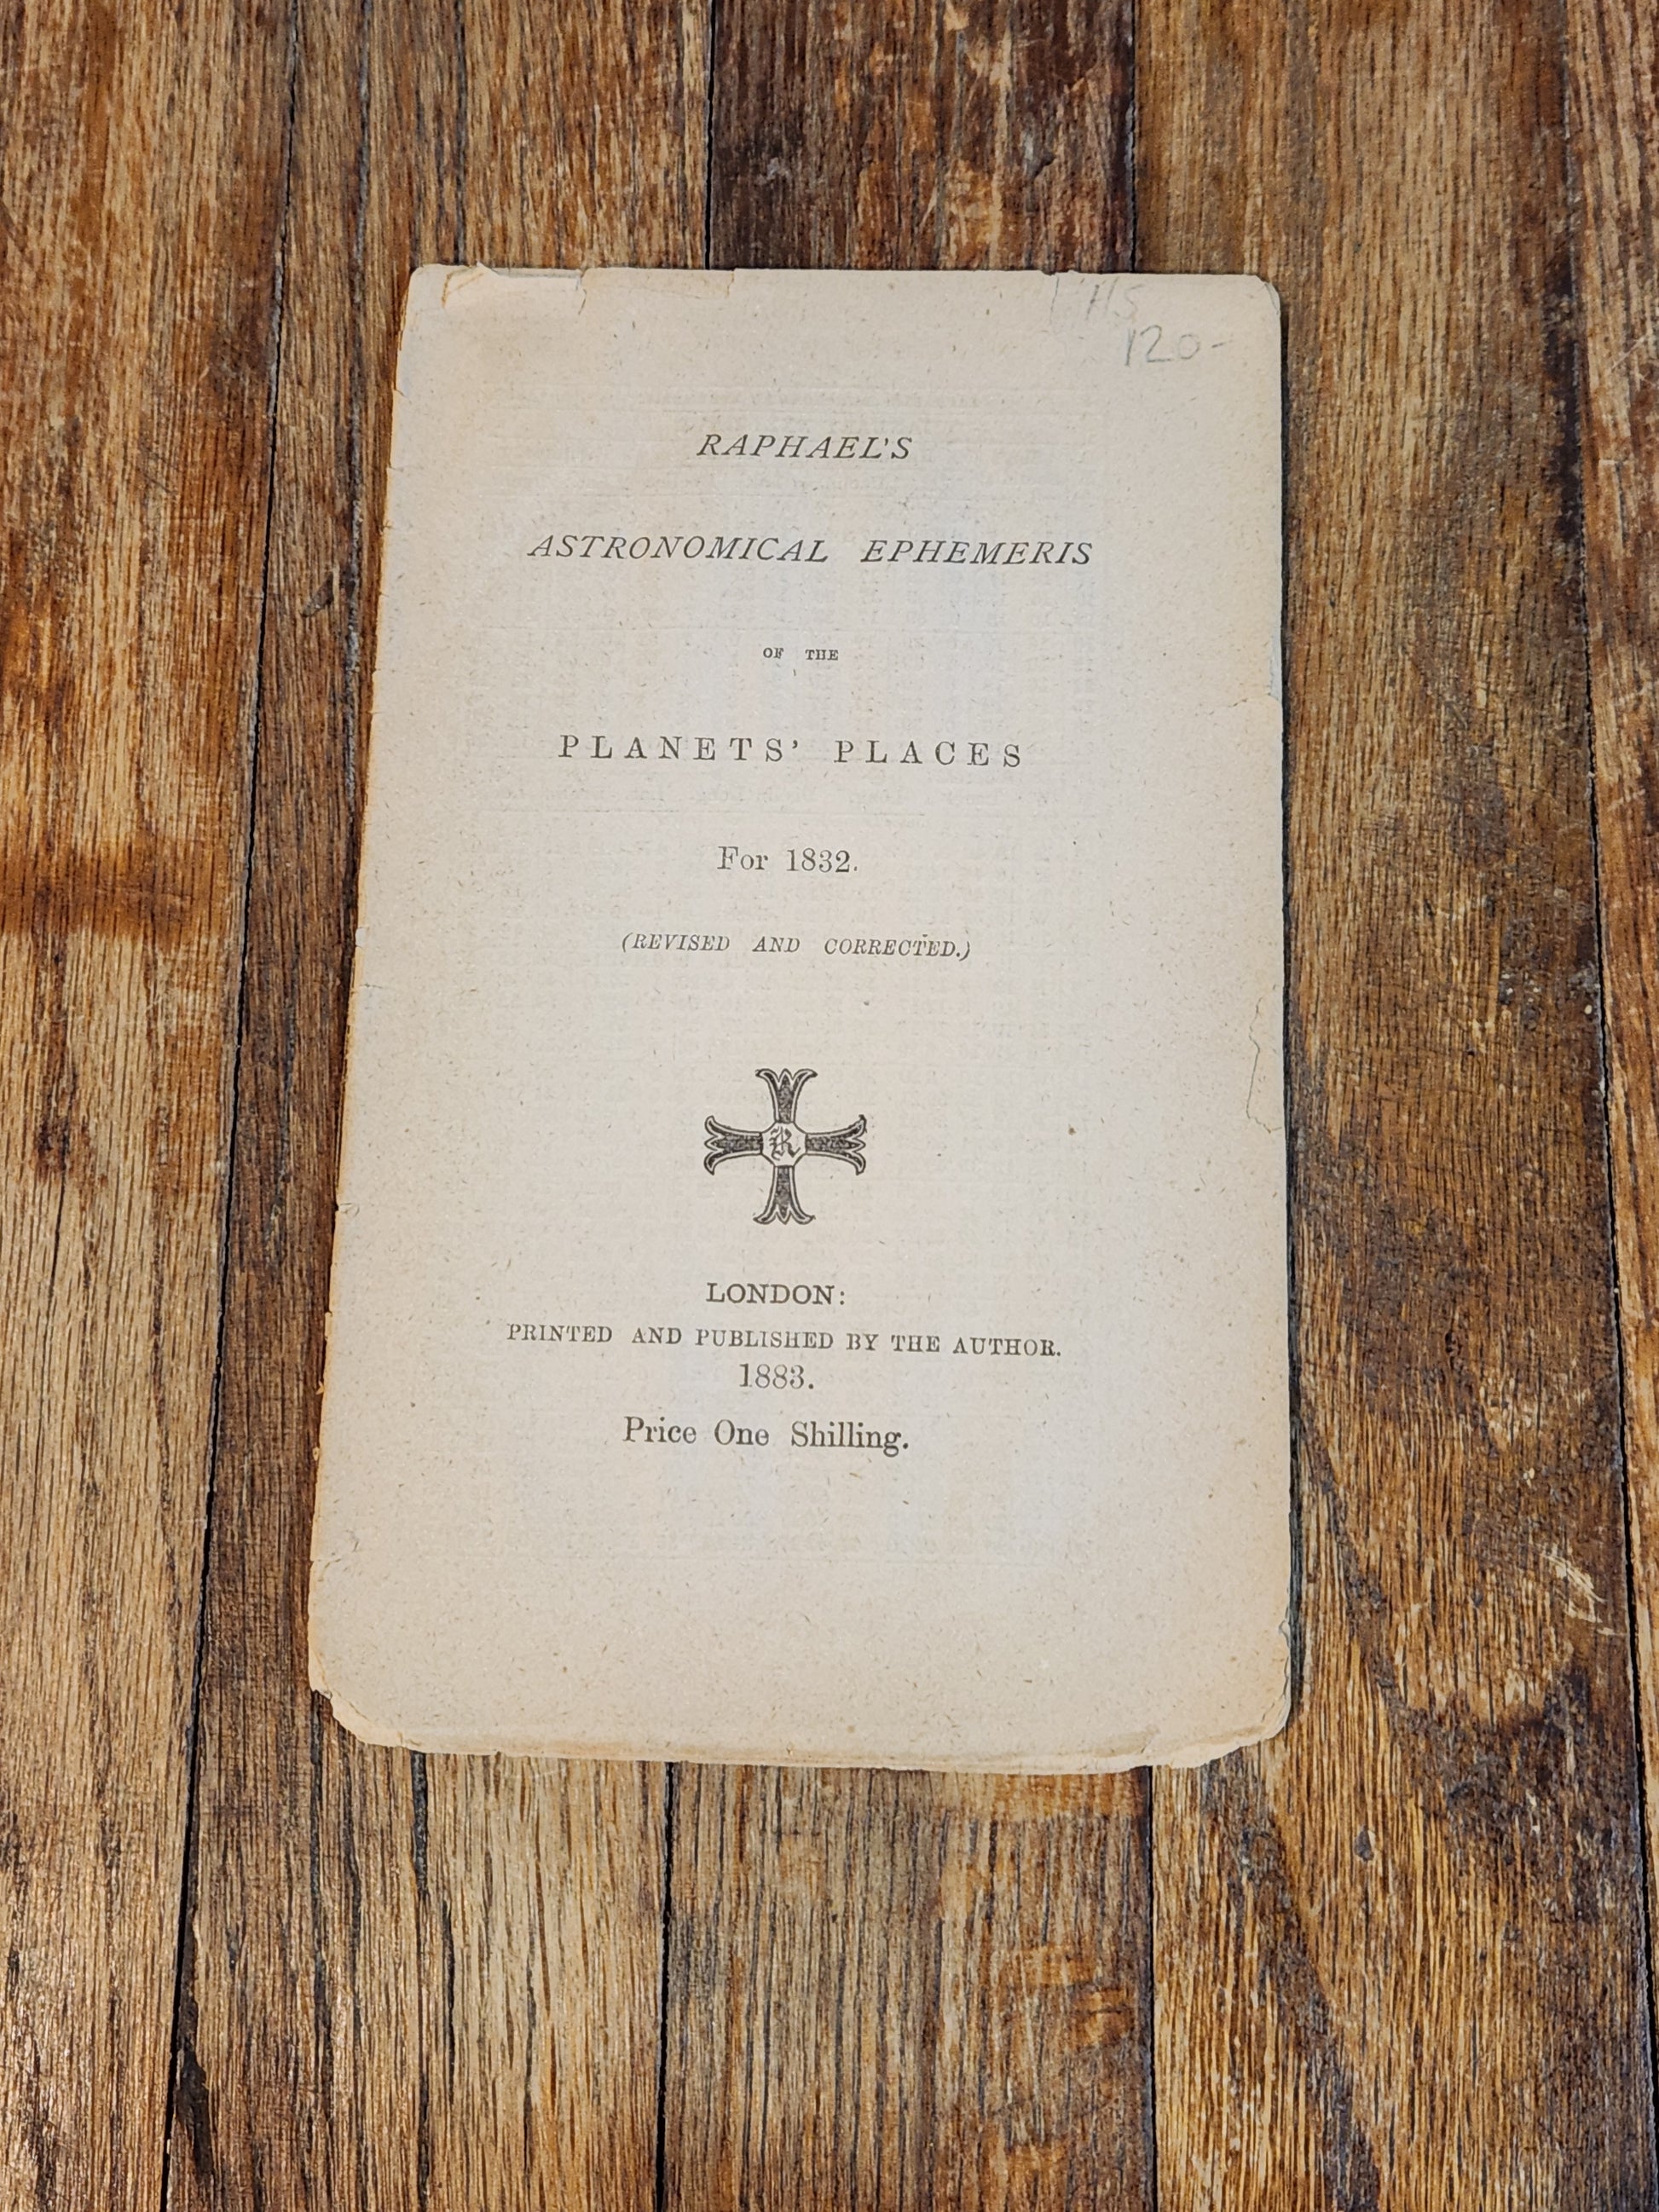 HS
120-
RAPHAEL'S
ASTRONOMICAL EPHEMERIS
OF THE
PLANETS' PLACES
For 1832.
(REVISED AND CORRECTED.)
R
LONDON:
PRINTED AND PUBLISHED BY THE AUTHOR.
1883.
Price One Shilling.